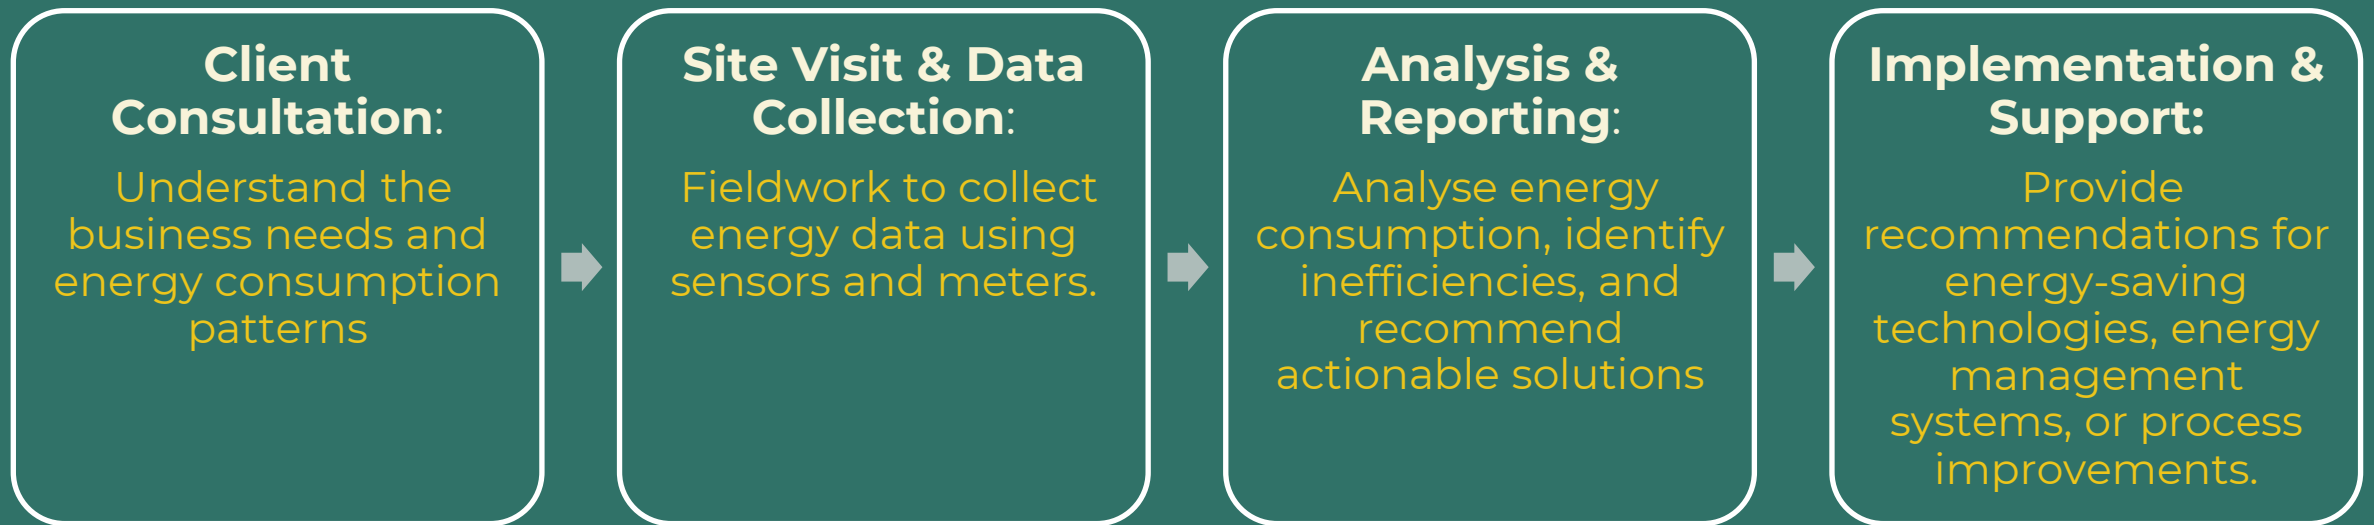 Client
Consultation:
Understand the
business needs and
energy consumption
patterns
Site Visit & Data
Collection:
Fieldwork to collect
energy data using
sensors and meters.
Analysis &
Reporting:
Analyse energy
consumption, identify
inefficiencies, and
recommend
actionable solutions
Implementation &
Support:
Provide
recommendations for
energy-saving
technologies, energy
management
systems, or process
improvements.